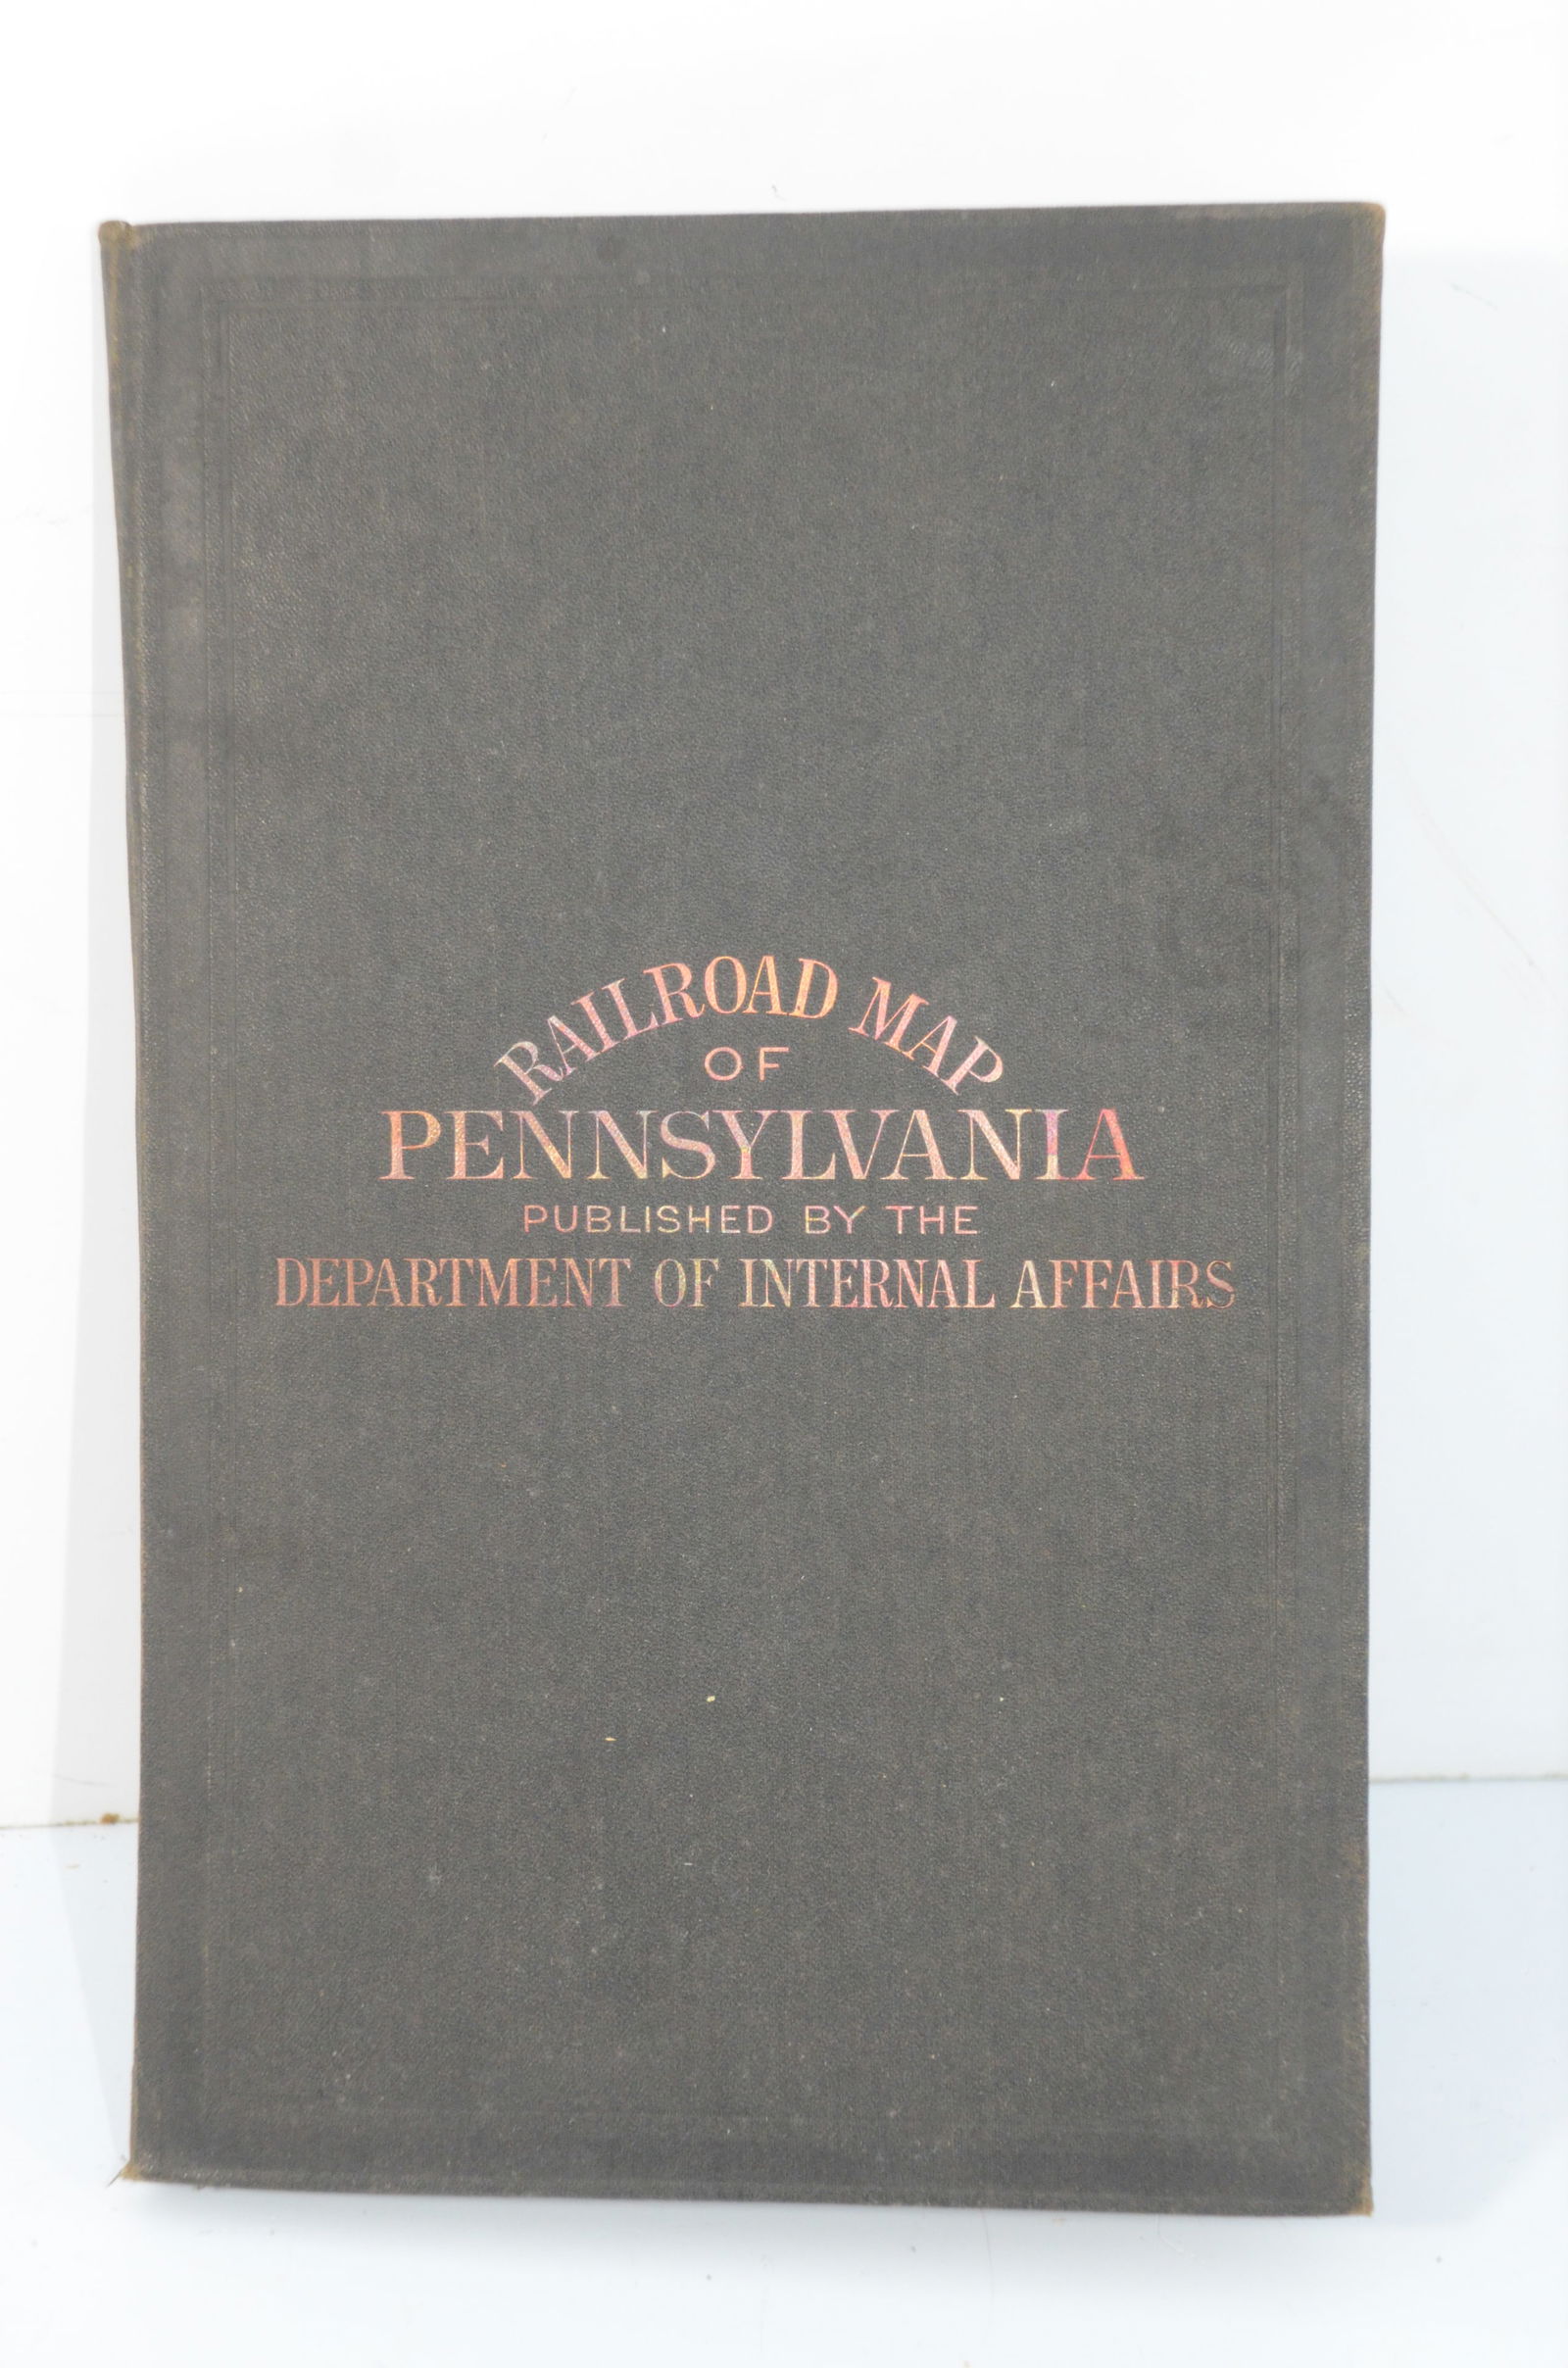 RAILROAD MAP
OF
PENNSYLVANIA
PUBLISHED BY THE
DEPARTMENT OF INTERNAL AFFAIRS